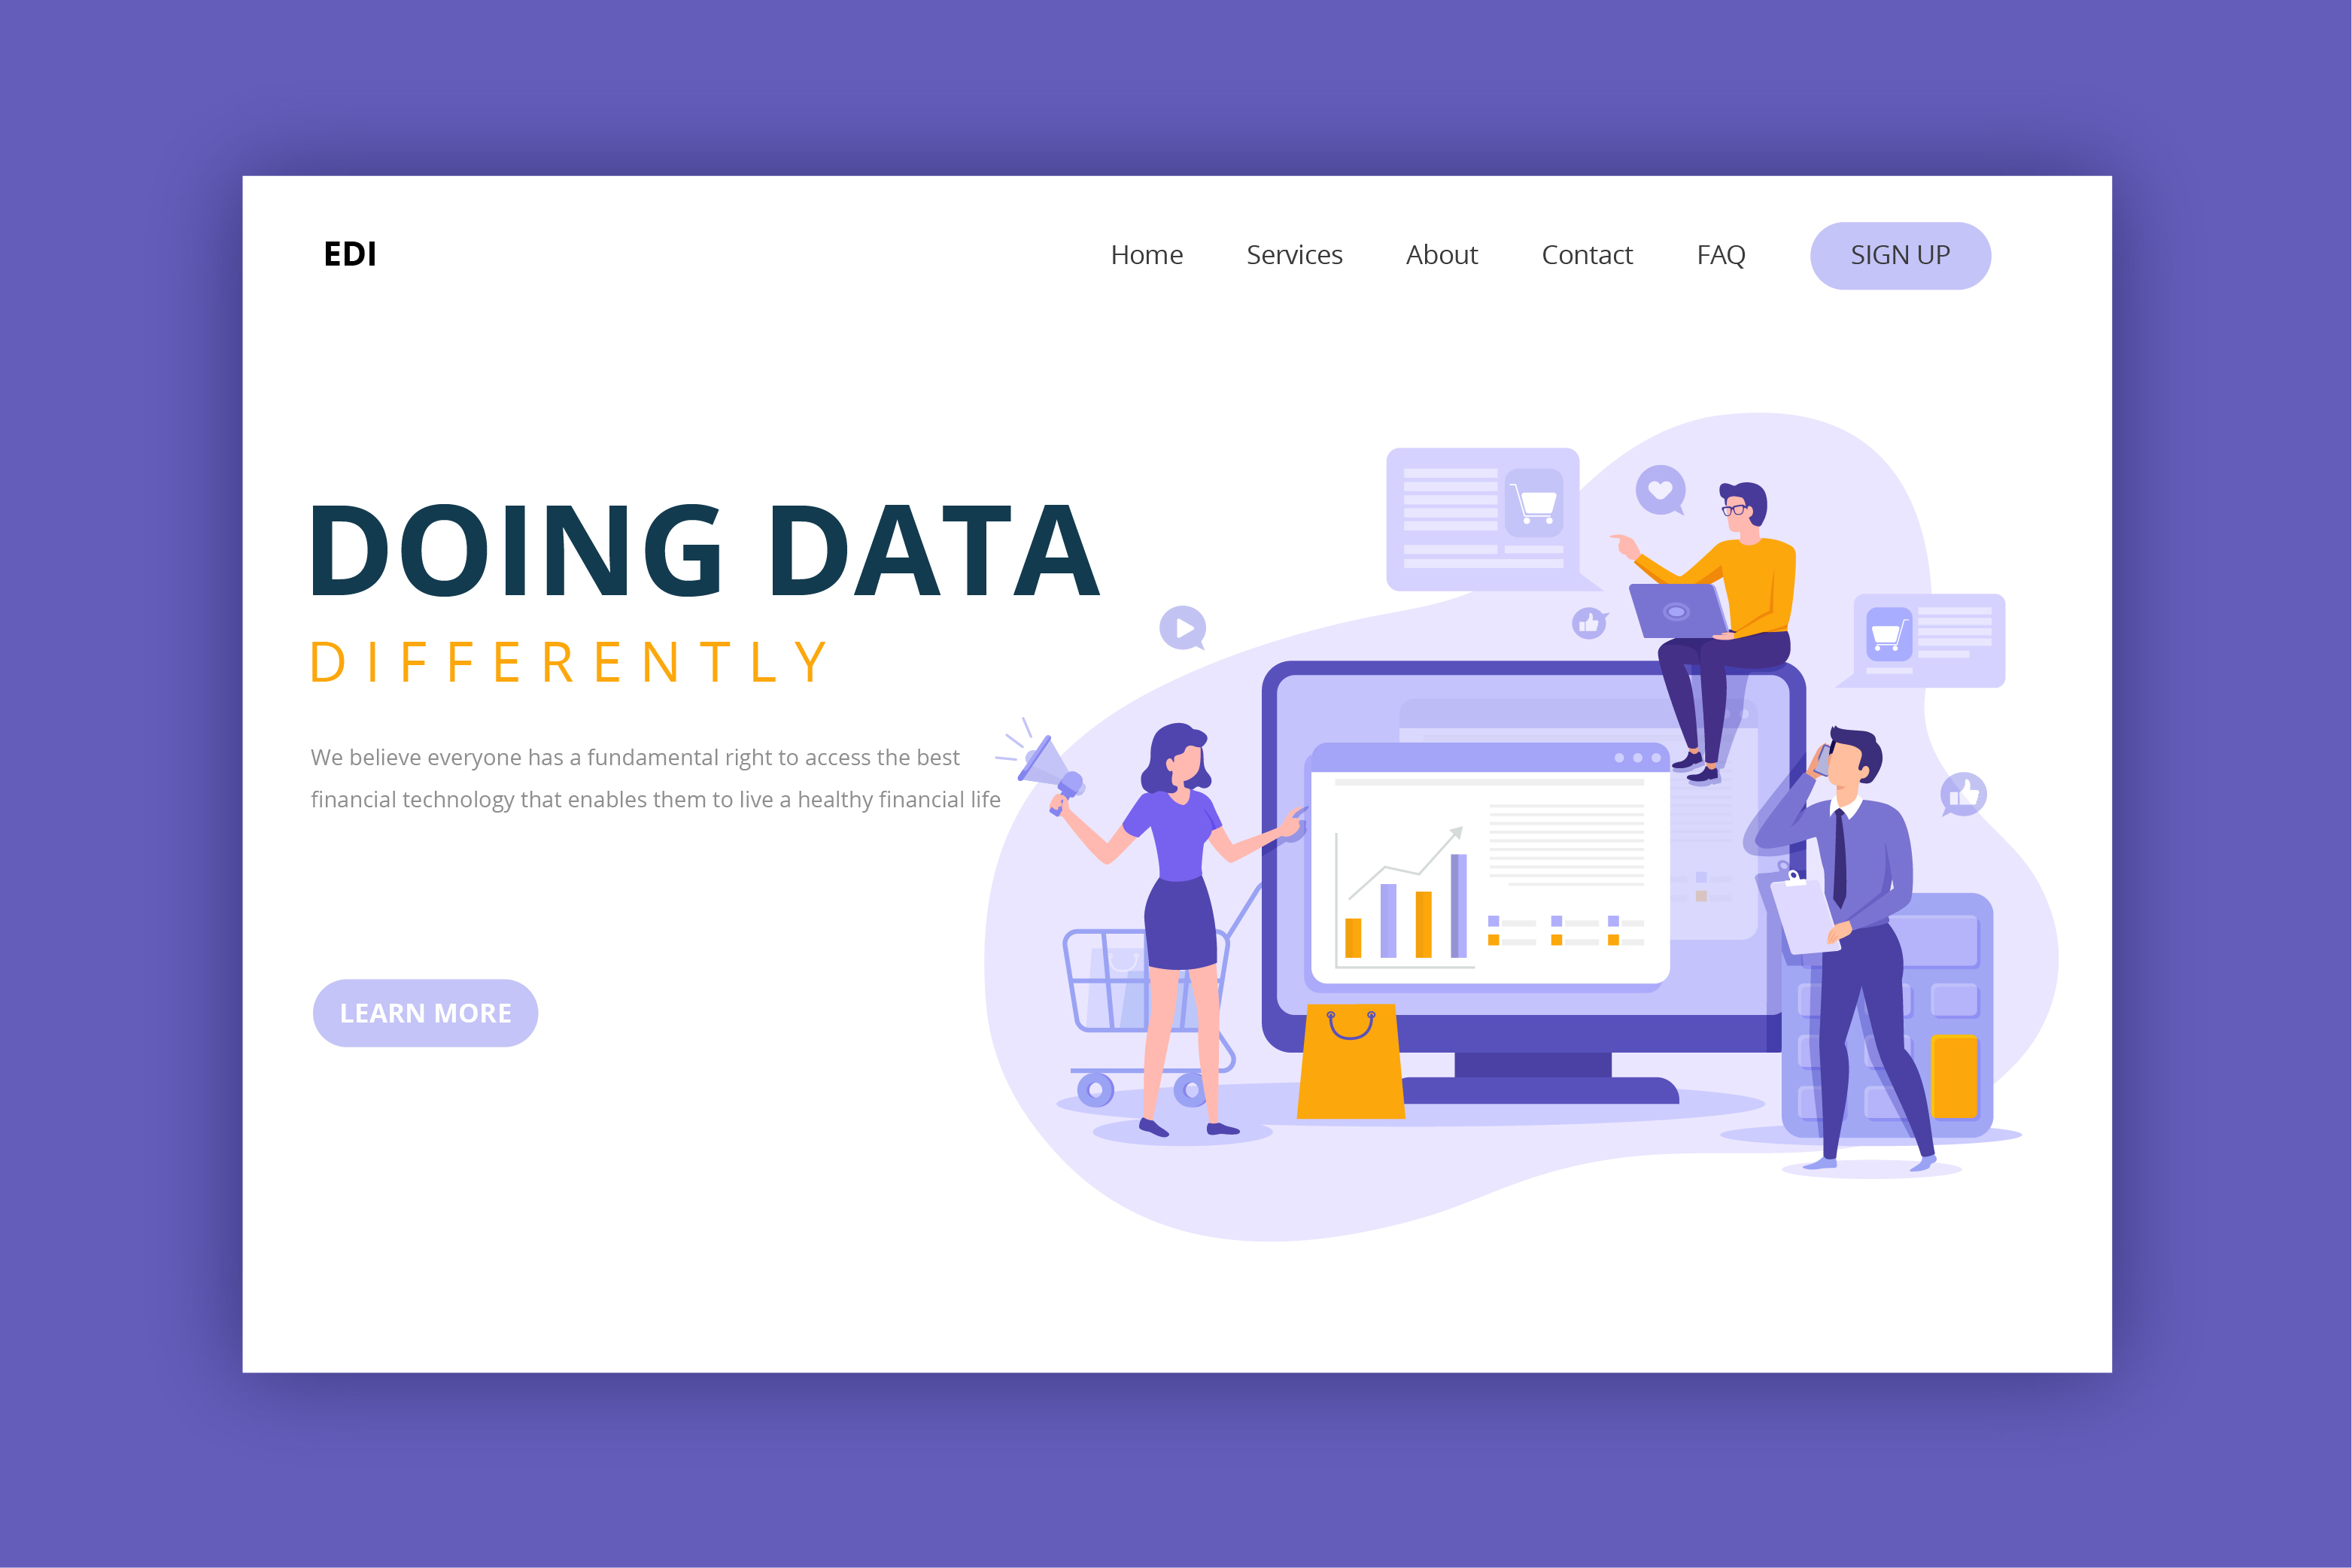 EDI
Home Services About Contact FAQ SIGN UP
DOING DATA
DIFFERENTLY
We believe everyone has a fundamental right to access the best
financial technology that enables them to live a healthy financial life
LEARN MORE